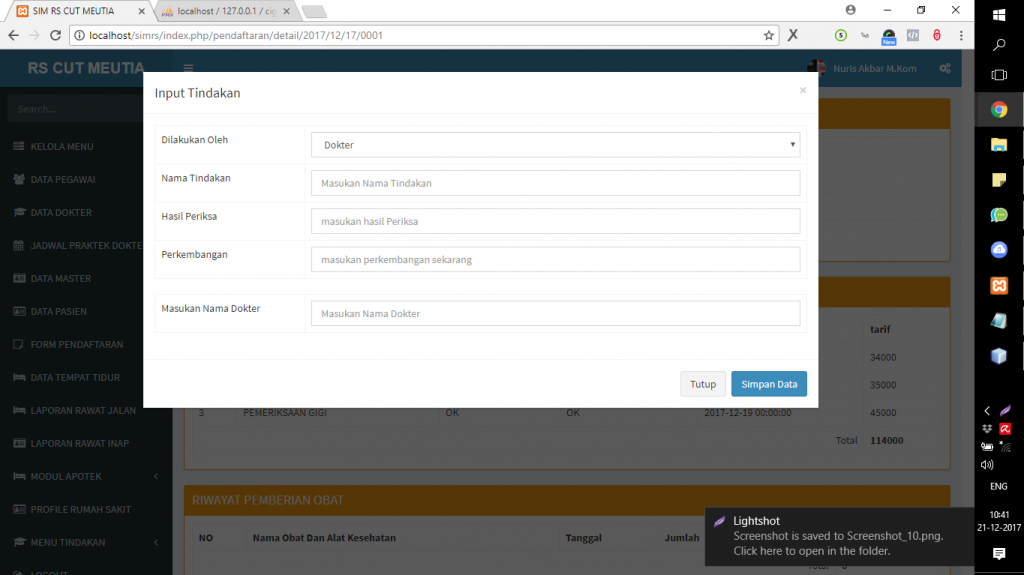 SIM RS CUT MEUTIA
localhost / 127.0.0.1 / cig
localhost/simrs/index.php/pendaftaran/detail/2017/12/17/0001
New
RS CUT MEUTIA
Nuris Akbar M.Kom
Search...
KELOLA MENU
DATA PEGAWAI
DATA DOKTER
JADWAL PRAKTEK DOKTE
DATA MASTER
DATA PASIEN
FORM PENDAFTARAN
DATA TEMPAT TIDUR
LAPORAN RAWAT JALAN
LAPORAN RAWAT INAP
MODUL APOTEK
PROFILE RUMAH SAKIT
MENU TINDAKAN
LOGOUT
Input Tindakan
×
Dilakukan Oleh
Dokter
Nama Tindakan
Masukan Nama Tindakan
Hasil Periksa
masukan hasil Periksa
Perkembangan
masukan perkembangan sekarang
Masukan Nama Dokter
Masukan Nama Dokter
Tutup
Simpan Data
tarif
34000
35000
3 PEMERIKSAAN GIGI OK OK 2017-12-19 00:00:00 45000
Total 114000
RIWAYAT PEMBERIAN OBAT
NO Nama Obat Dan Alat Kesehatan Tanggal Jumlah
Lightshot
Screenshot is saved to Screenshot_10.png.
Click here to open in the folder.
ENG
10:41
21-12-2017